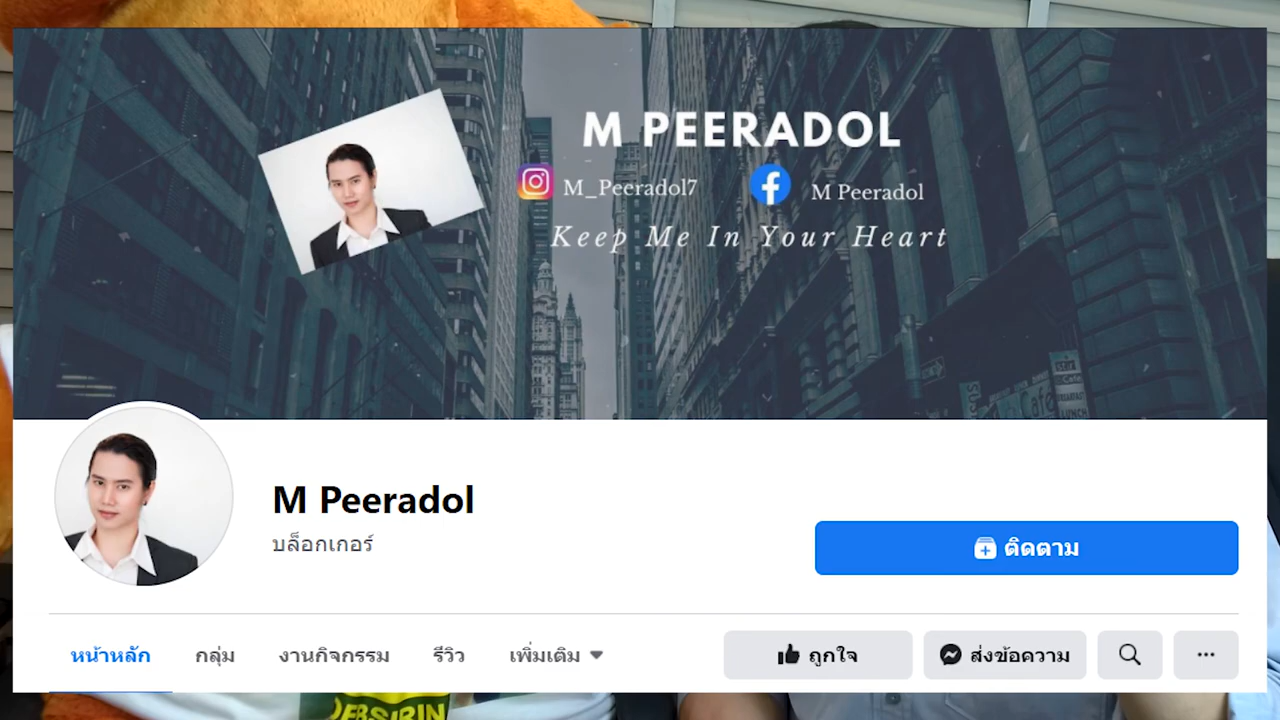 M PEERADOL
M_Peeradol7 M Peeradol
Keep Me In Your Heart
Cafe
BREAKFAST
LUNCH
M Peeradol
บล็อกเกอร์
ติดตาม
หน้าหลัก กลุ่ม งานกิจกรรม รีวิว เพิ่มเติม ถูกใจ ส่งข้อความ